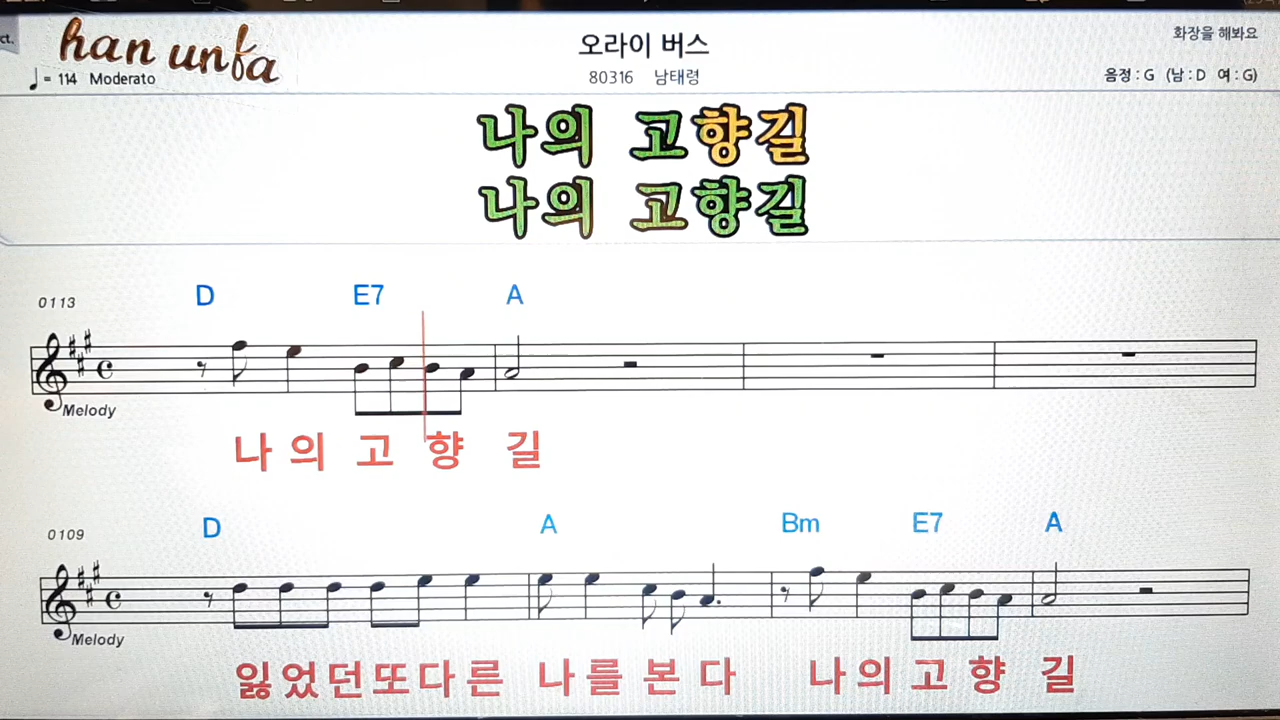 ct.
han unfa
오라이 버스
화장을 해봐요
♩= 114 Moderato
80316 남태령
음정 : G (남 : D 여 : G)
나의 고향길
나의 고향길
0113
D E7 A
Melody
나 의 고 향 길
0109
D A Bm E7 A
Melody
잃었던또다른 나를 본다 나의고향 길